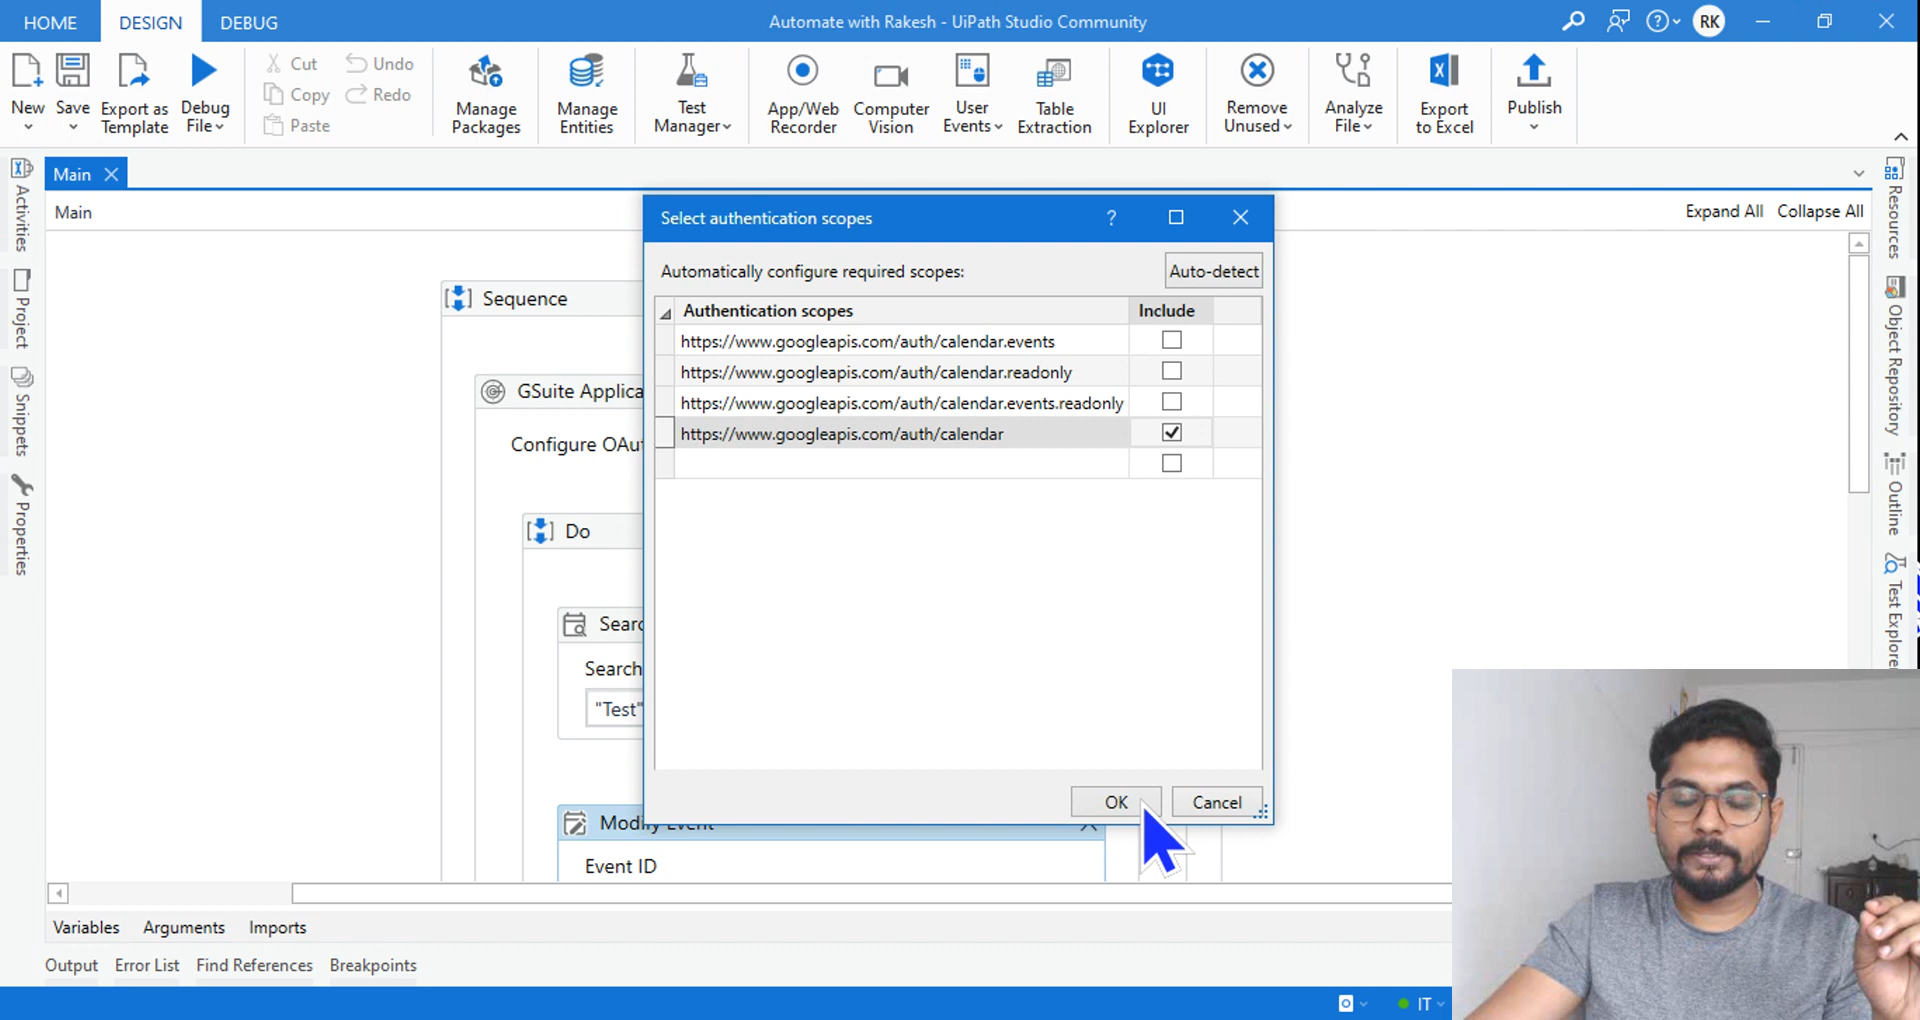 HOME
DESIGN
DEBUG
Automate with Rakesh - UiPath Studio Community
RK
New
Save
Export as
Template
Debug
File
Cut
Copy
Paste
Undo
Redo
Manage
Packages
Manage
Entities
Test
Manager
App/Web
Recorder
Computer
Vision
User
Events
Table
Extraction
UI
Explorer
Remove
Unused
Analyze
File
Export
to Excel
Publish
Activities
Project
Snippets
Properties
Main
Main
Expand All
Collapse All
Resources
Object Repository
Outline
Test Explorer
Sequence
GSuite Applica
Configure OAu
Do
Searc
Search
"Test"
Modify Event
Event ID
Select authentication scopes
?
Automatically configure required scopes:
Auto-detect
Authentication scopes
Include
https://www.googleapis.com/auth/calendar.events
https://www.googleapis.com/auth/calendar.readonly
https://www.googleapis.com/auth/calendar.events.readonly
https://www.googleapis.com/auth/calendar
OK
Cancel
Variables
Arguments
Imports
Output
Error List
Find References
Breakpoints
IT